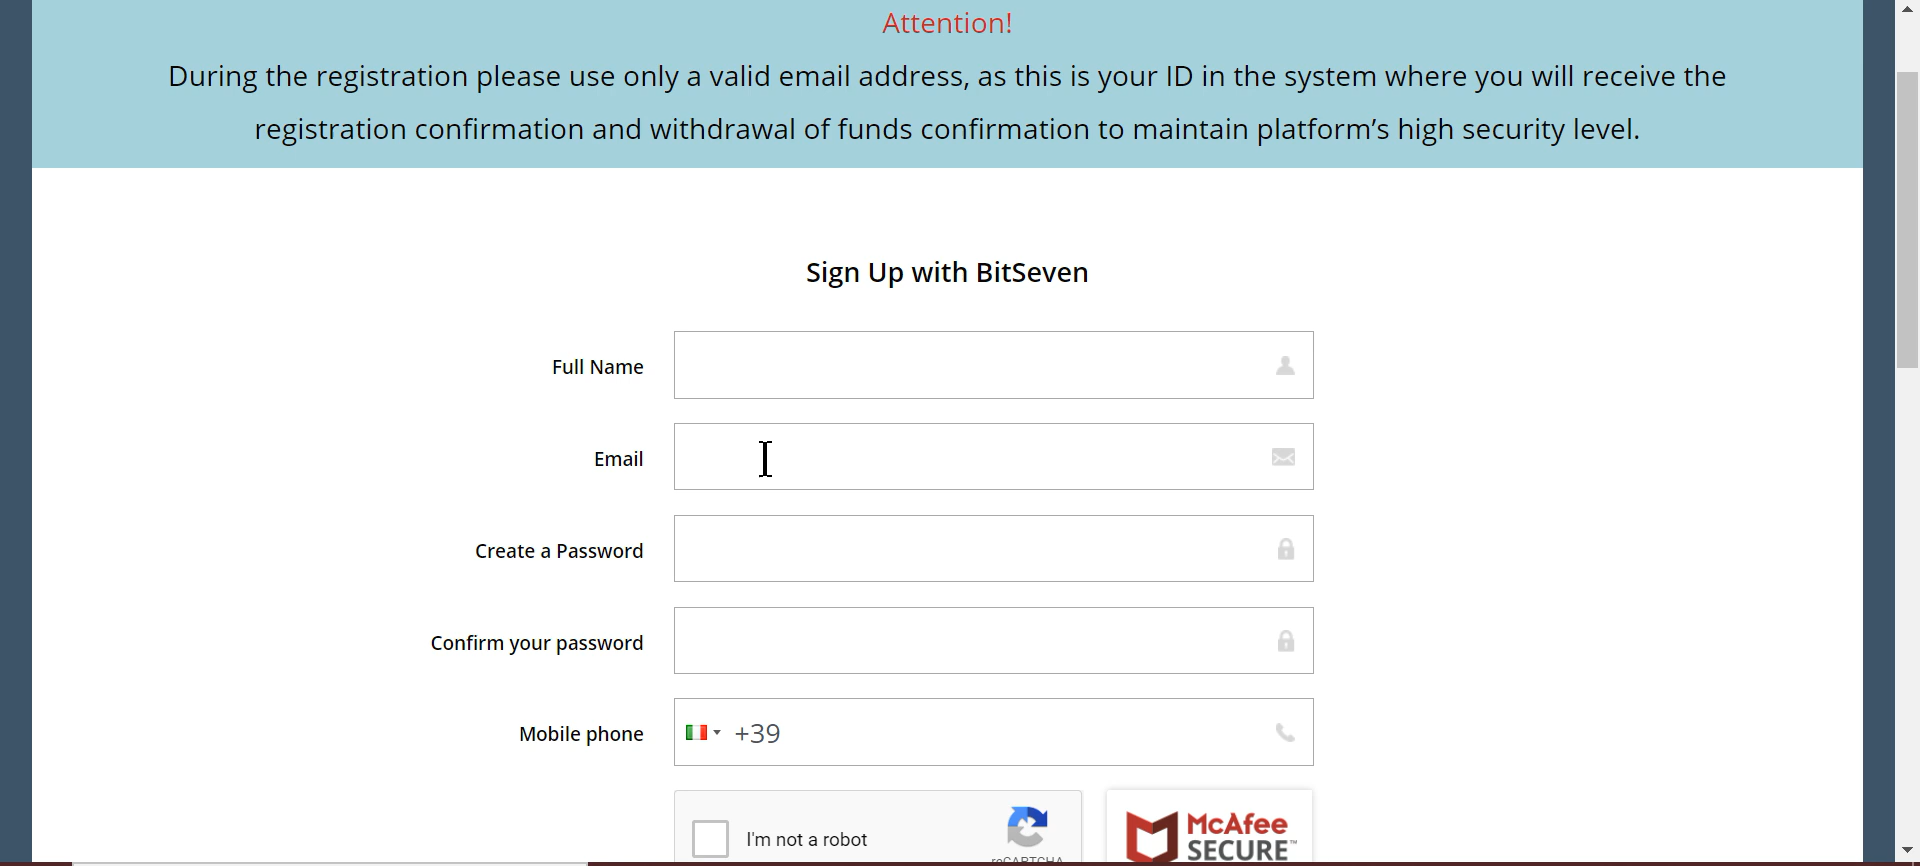 Attention!
During the registration please use only a valid email address, as this is your ID in the system where you will receive the
registration confirmation and withdrawal of funds confirmation to maintain platform’s high security level.
Sign Up with BitSeven
Full Name
Email
Create a Password
Confirm your password
Mobile phone
+39
I'm not a robot
reCAPTCHA
McAfee
SECURE™